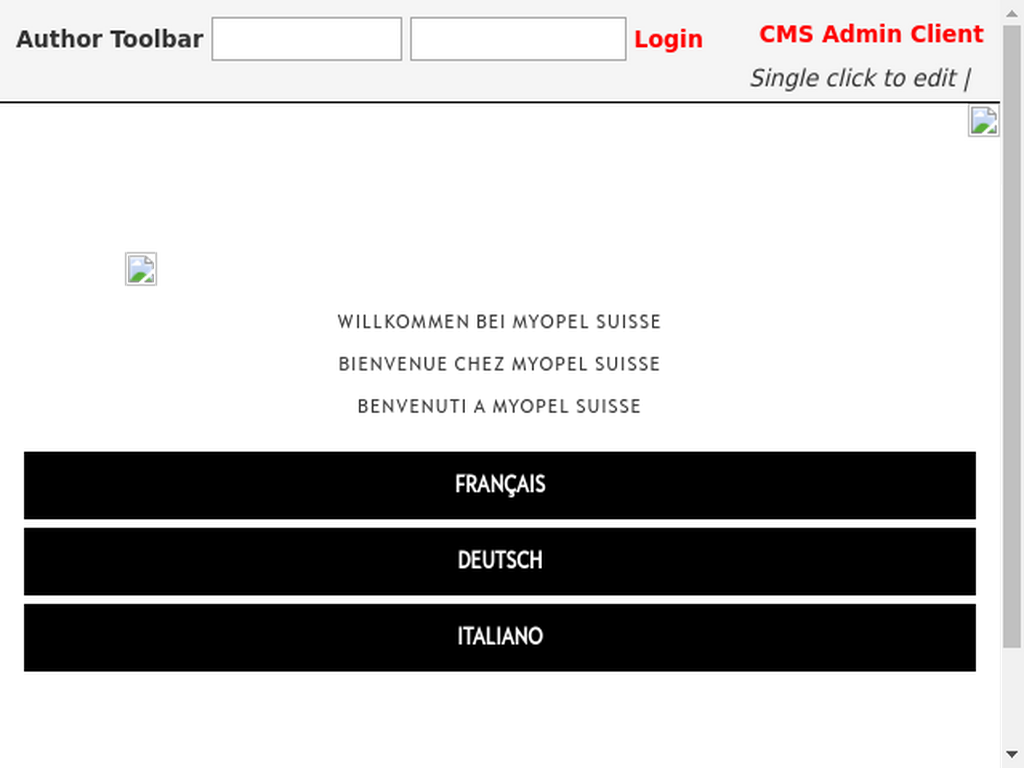 Author Toolbar Login
CMS Admin Client
Single click to edit |
WILLKOMMEN BEI MYOPEL SUISSE
BIENVENUE CHEZ MYOPEL SUISSE
BENVENUTI A MYOPEL SUISSE
FRANÇAIS
DEUTSCH
ITALIANO